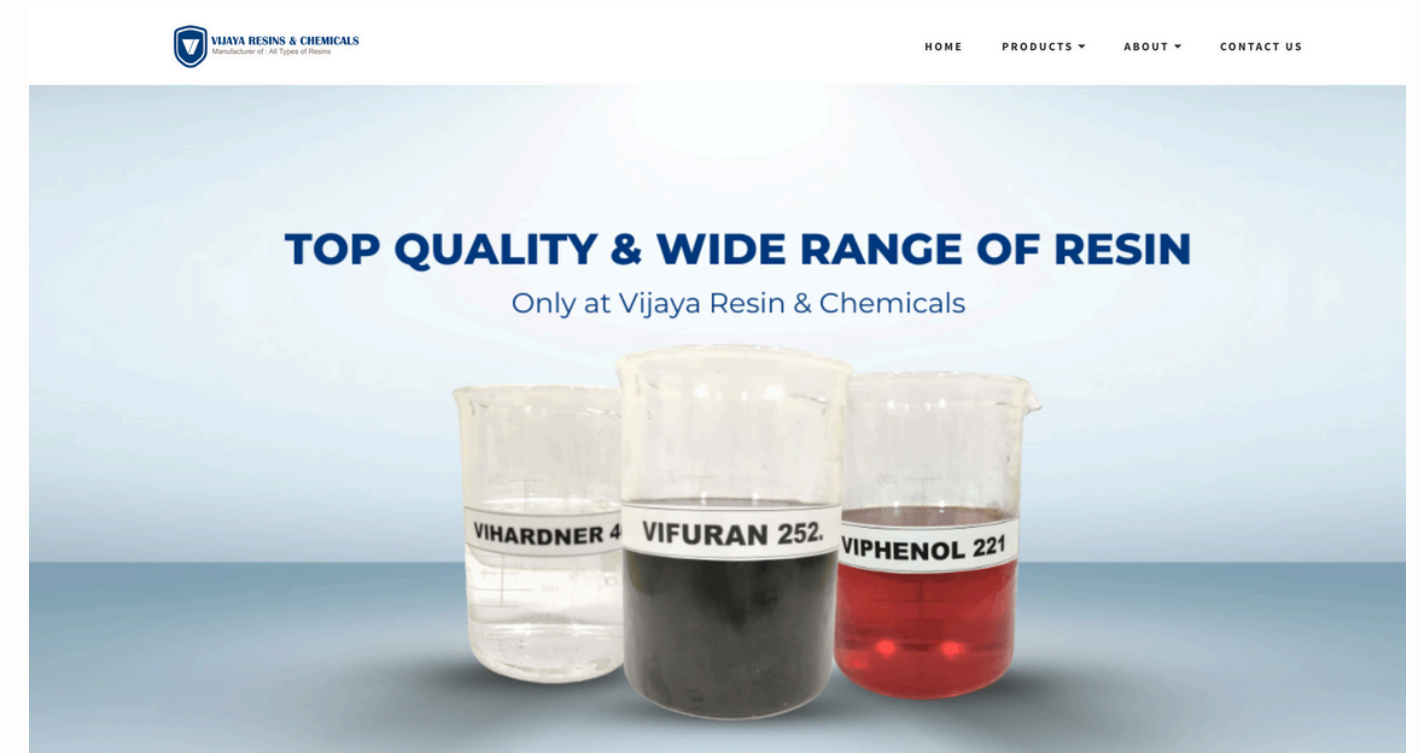 VIJAYA RESINS & CHEMICALS
Manufacturer of : All Types of Resins
HOME PRODUCTS ABOUT CONTACT US
TOP QUALITY & WIDE RANGE OF RESIN
Only at Vijaya Resin & Chemicals
VIHARDNER
VIFURAN 252.
VIPHENOL 221